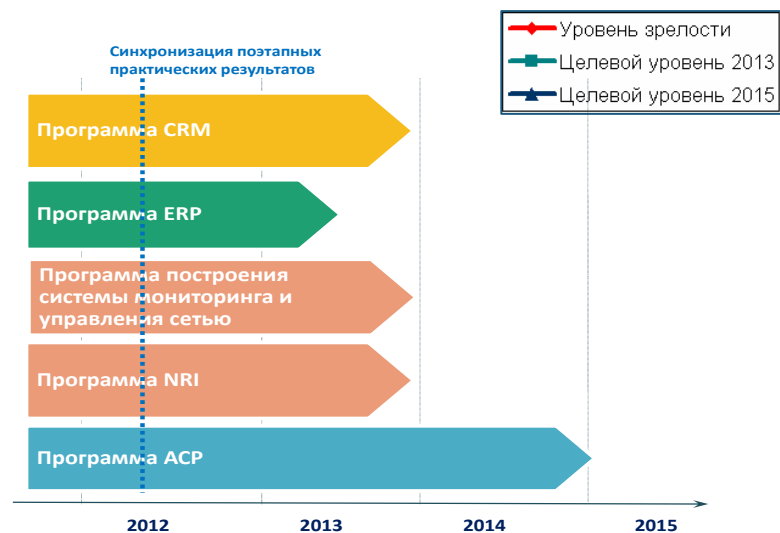 Синхронизация поэтапных
практических результатов
Уровень зрелости
Целевой уровень 2013
Целевой уровень 2015
Программа CRM
Программа ERP
Программа построения
системы мониторинга и
управления сетью
Программа NRI
Программа АСР
2012
2013
2014
2015